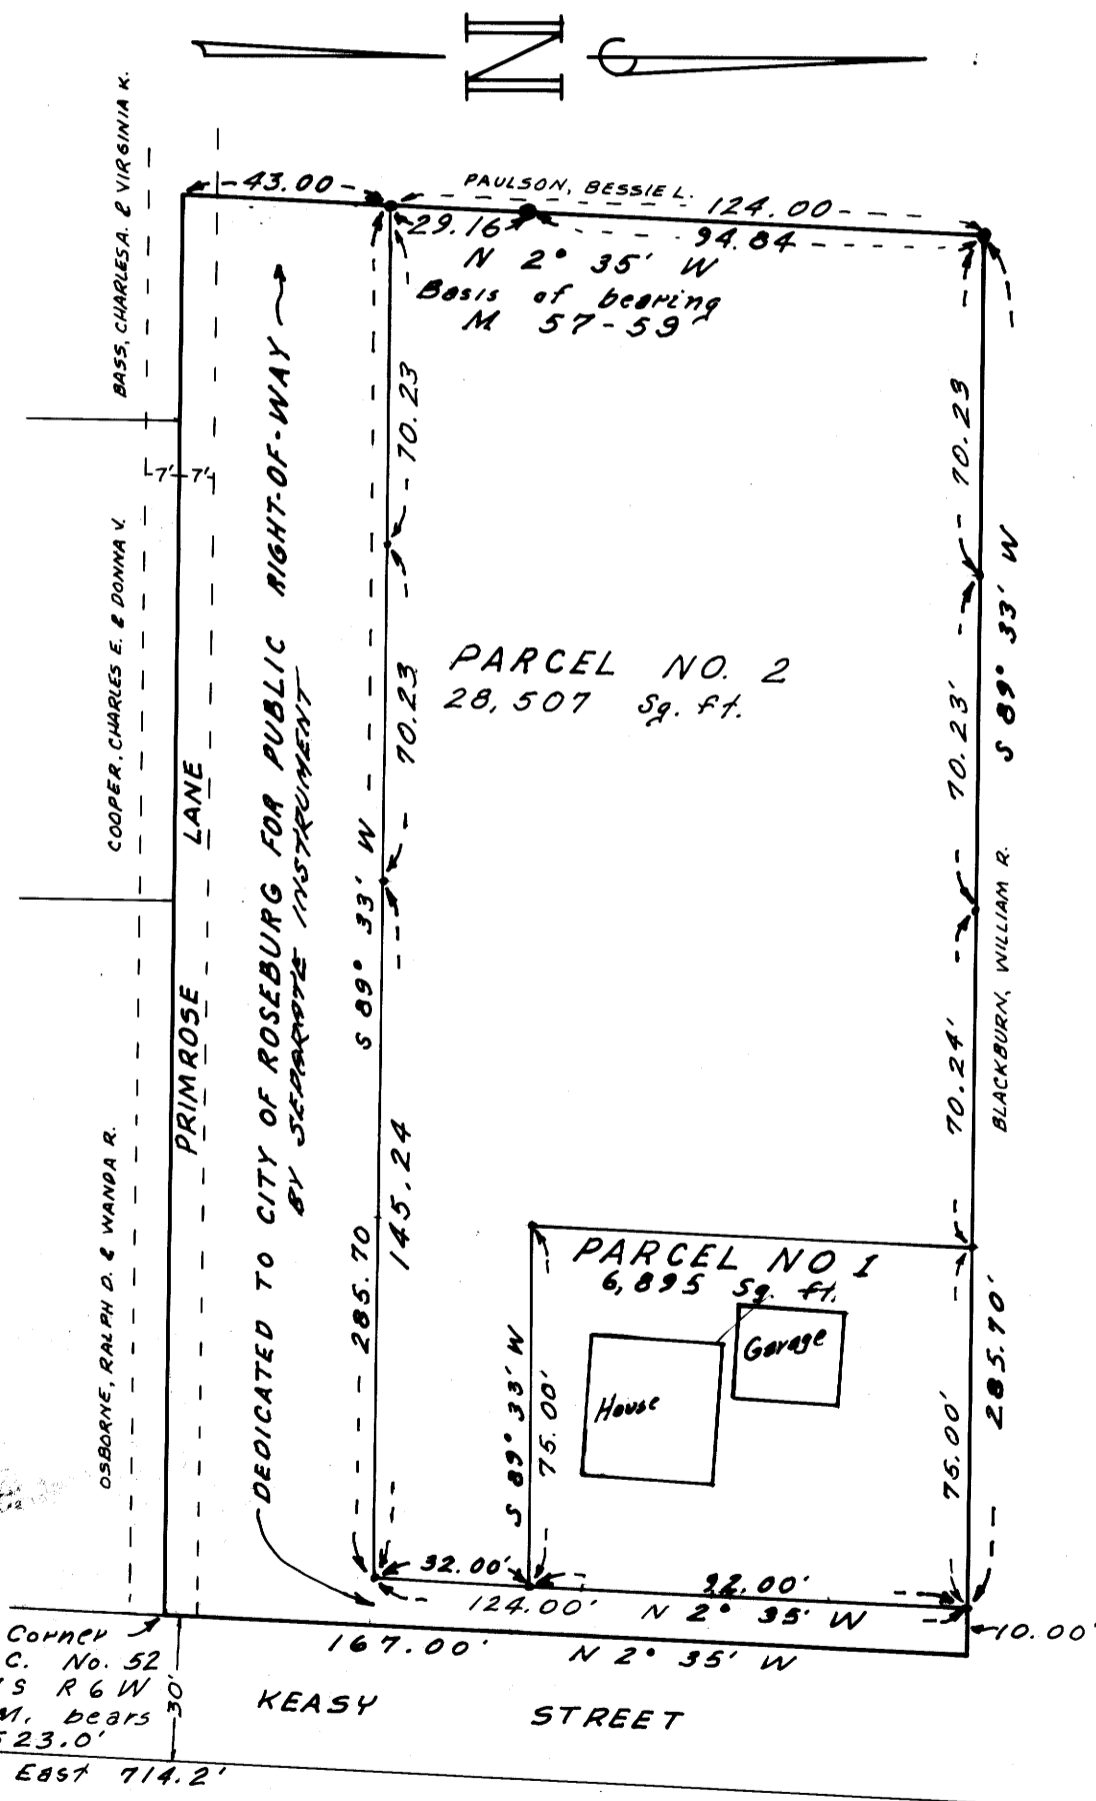 N
BASS, CHARLES A. & VIRGINIA K.
43.00
PAULSON, BESSIE L.
124.00
29.16
94.84
N 2° 35' W
Basis of bearing
M 57-59
70.23
70.23
7' 7'
COOPER, CHARLES E. & DONNA V.
PARCEL NO. 2
28,507 Sq. ft.
70.23
70.23'
S 89° 33' W
PRIMROSE LANE
DEDICATED TO CITY OF ROSEBURG FOR PUBLIC RIGHT-OF-WAY
BY SEPARATE INSTRUMENT
S 89° 33' W
285.70
145.24
70.24'
BLACKBURN, WILLIAM R.
OSBORNE, RALPH D. & WANDA R.
PARCEL NO 1
6,895 Sq. ft.
Garage
House
S 89° 33' W
75.00'
75.00'
285.70'
32.00'
92.00'
124.00' N 2° 35' W
10.00'
167.00' N 2° 35' W
Corner
C. No. 52
S R 6 W
M. bears
523.0'
East 714.2'
30'
KEASY STREET